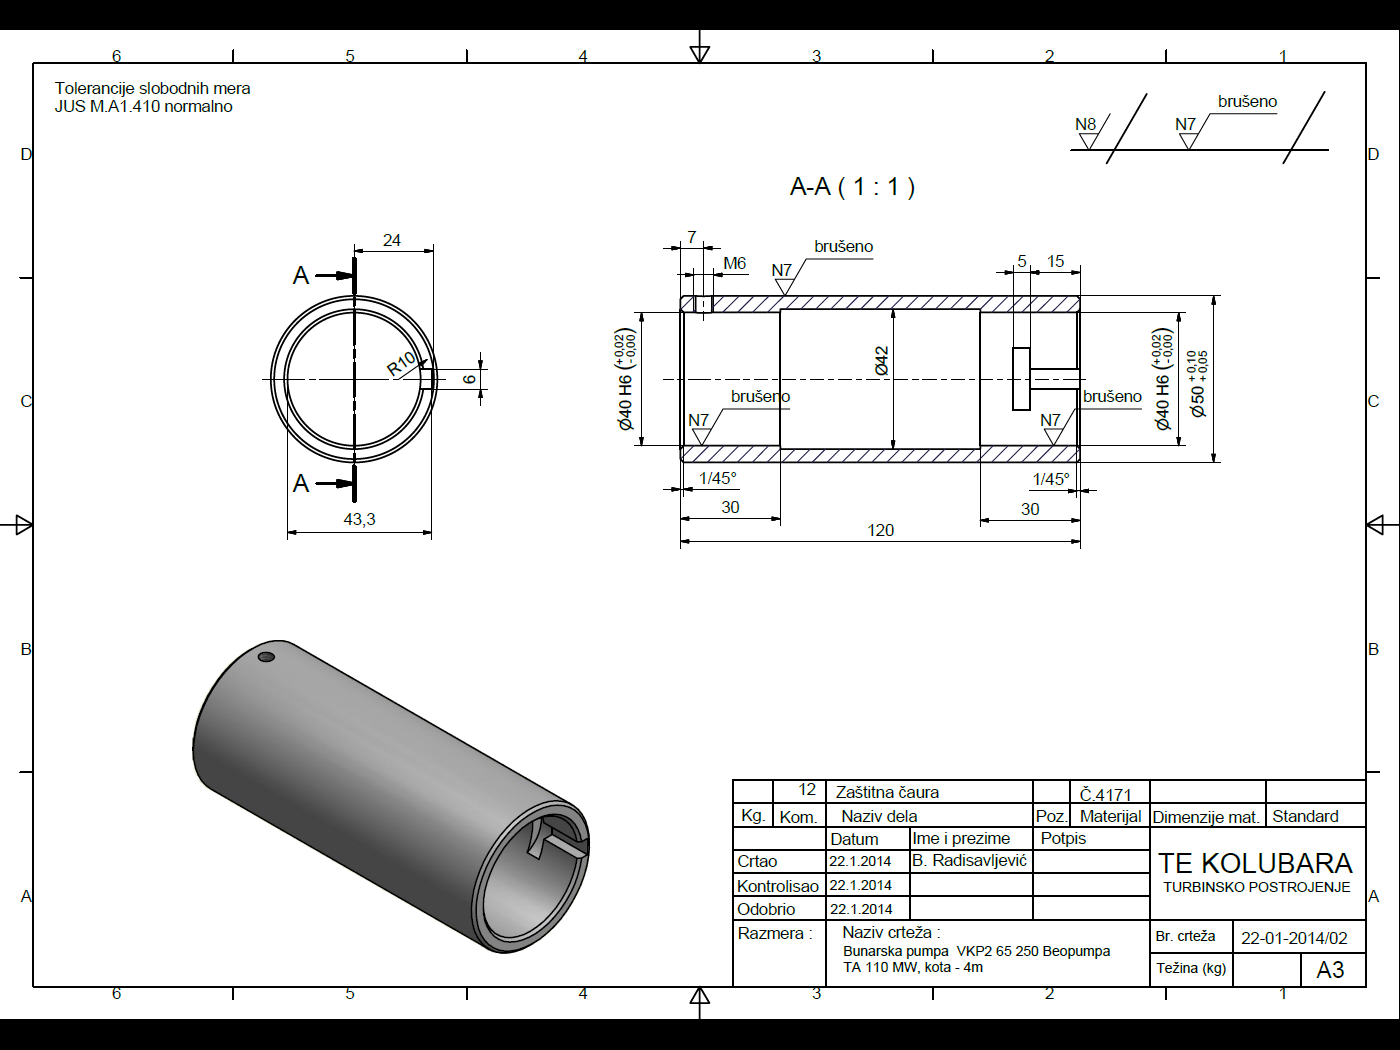 6 5 4 3 2 1
Tolerancije slobodnih mera
JUS M.A1.410 normalno
N8 N7 brušeno
D D
A-A ( 1 : 1 )
24
A
R10
6
A
43,3
7
M6
N7 brušeno
5 15
Ø40 H6 (+0,02 -0,00)
Ø42
Ø40 H6 (+0,02 -0,00)
Ø50 +0,10 +0,05
N7 brušeno
N7 brušeno
1/45° 1/45°
30 30
120
C C
B B
A A
12 Zaštitna čaura Č.4171
Kg. Kom. Naziv dela Poz. Materijal Dimenzije mat. Standard
Datum Ime i prezime Potpis
Crtao 22.1.2014 B. Radisavljević
Kontrolisao 22.1.2014
Odobrio 22.1.2014
TE KOLUBARA
TURBINSKO POSTROJENJE
Razmera : Naziv crteža :
Bunarska pumpa VKP2 65 250 Beopumpa
TA 110 MW, kota - 4m
Br. crteža 22-01-2014/02
Težina (kg) A3
6 5 4 3 2 1